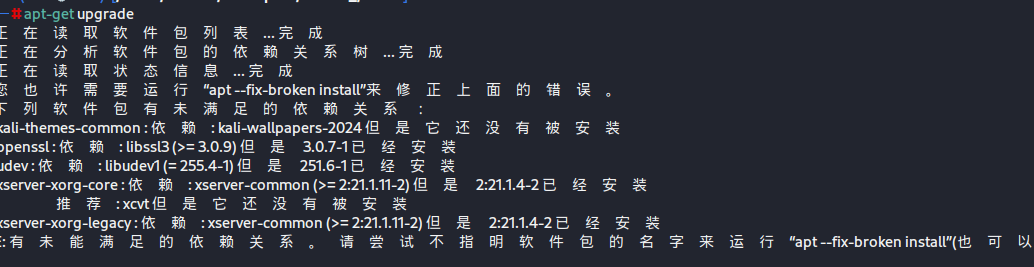 #apt-get upgrade
正在读取软件包列表...完成
正在分析软件包的依赖关系树...完成
正在读取状态信息...完成
您也许需要运行“apt --fix-broken install”来修正上面的错误。
下列软件包有未满足的依赖关系：
kali-themes-common : 依赖 : kali-wallpapers-2024 但是它还没有被安装
openssl : 依赖 : libssl3 (>= 3.0.9) 但是 3.0.7-1 已经安装
udev : 依赖 : libudev1 (= 255.4-1) 但是 251.6-1 已经安装
xserver-xorg-core : 依赖 : xserver-common (>= 2:21.1.11-2) 但是 2:21.1.4-2 已经安装
推荐 : xcvt 但是它还没有被安装
xserver-xorg-legacy : 依赖 : xserver-common (>= 2:21.1.11-2) 但是 2:21.1.4-2 已经安装
E: 有未能满足的依赖关系。请尝试不指明软件包的名字来运行“apt --fix-broken install”(也可以